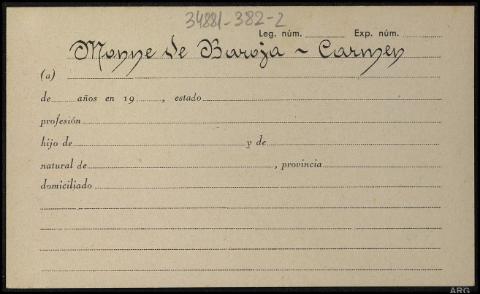 34881-382-2
Leg. núm. Exp. núm.
Monne de Baroja - Carmen
(a)
de años en 19 , estado
profesión
hijo de y de
natural de , provincia
domiciliado
ARG